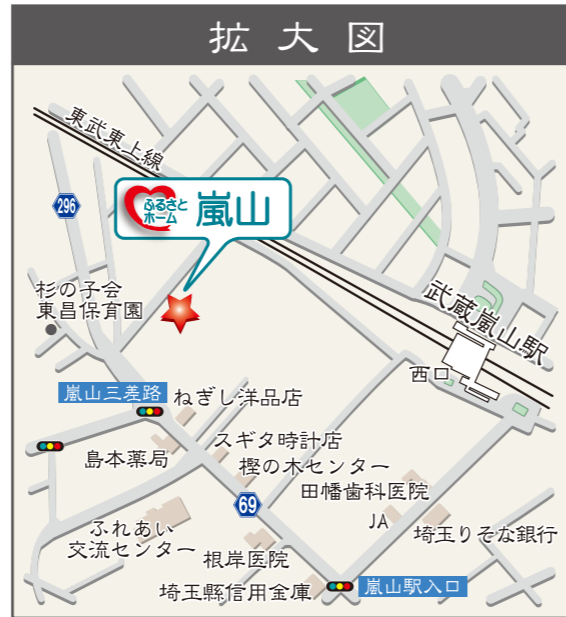 拡大図
東武東上線
296
ふるさと
ホーム
嵐山
杉の子会
東昌保育園
武蔵嵐山駅
西口
嵐山三差路
ねぎし洋品店
スギタ時計店
島本薬局
樫の木センター
69
田幡歯科医院
JA
埼玉りそな銀行
ふれあい
交流センター
根岸医院
埼玉縣信用金庫
嵐山駅入口